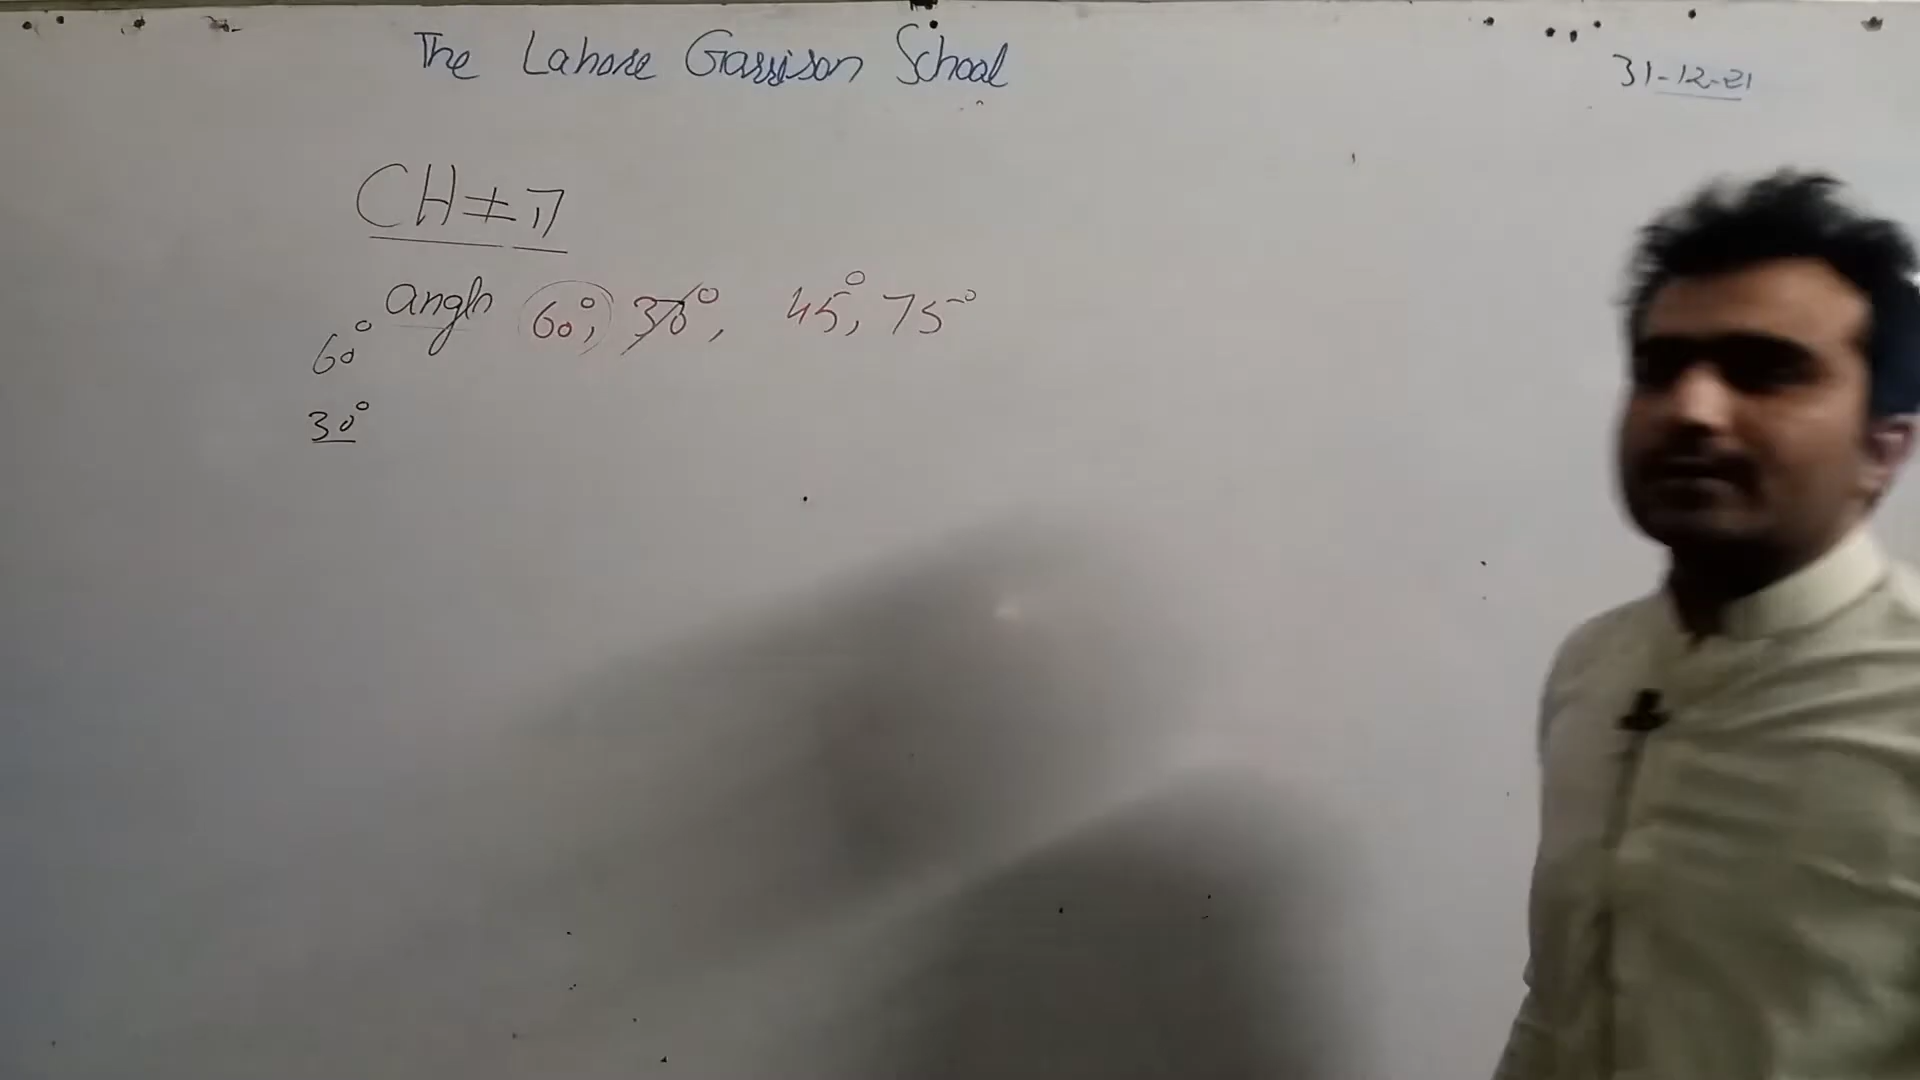 The Lahore Garrison School
31-12-21
CH # 7
angle 60°, 30°, 45°, 75°
60°
30°